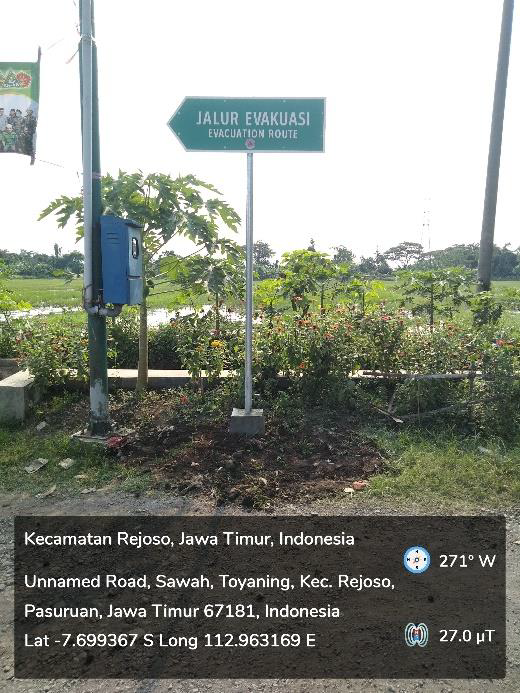 JALUR EVAKUASI
EVACUATION ROUTE
Kecamatan Rejoso, Jawa Timur, Indonesia
271° W
Unnamed Road, Sawah, Toyaning, Kec. Rejoso,
Pasuruan, Jawa Timur 67181, Indonesia
Lat -7.699367 S Long 112.963169 E
27.0 µT